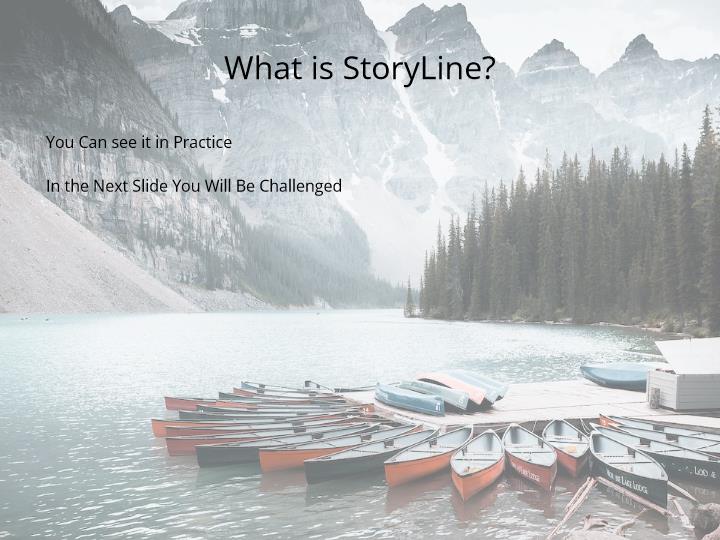 What is StoryLine?
You Can see it in Practice
In the Next Slide You Will Be Challenged